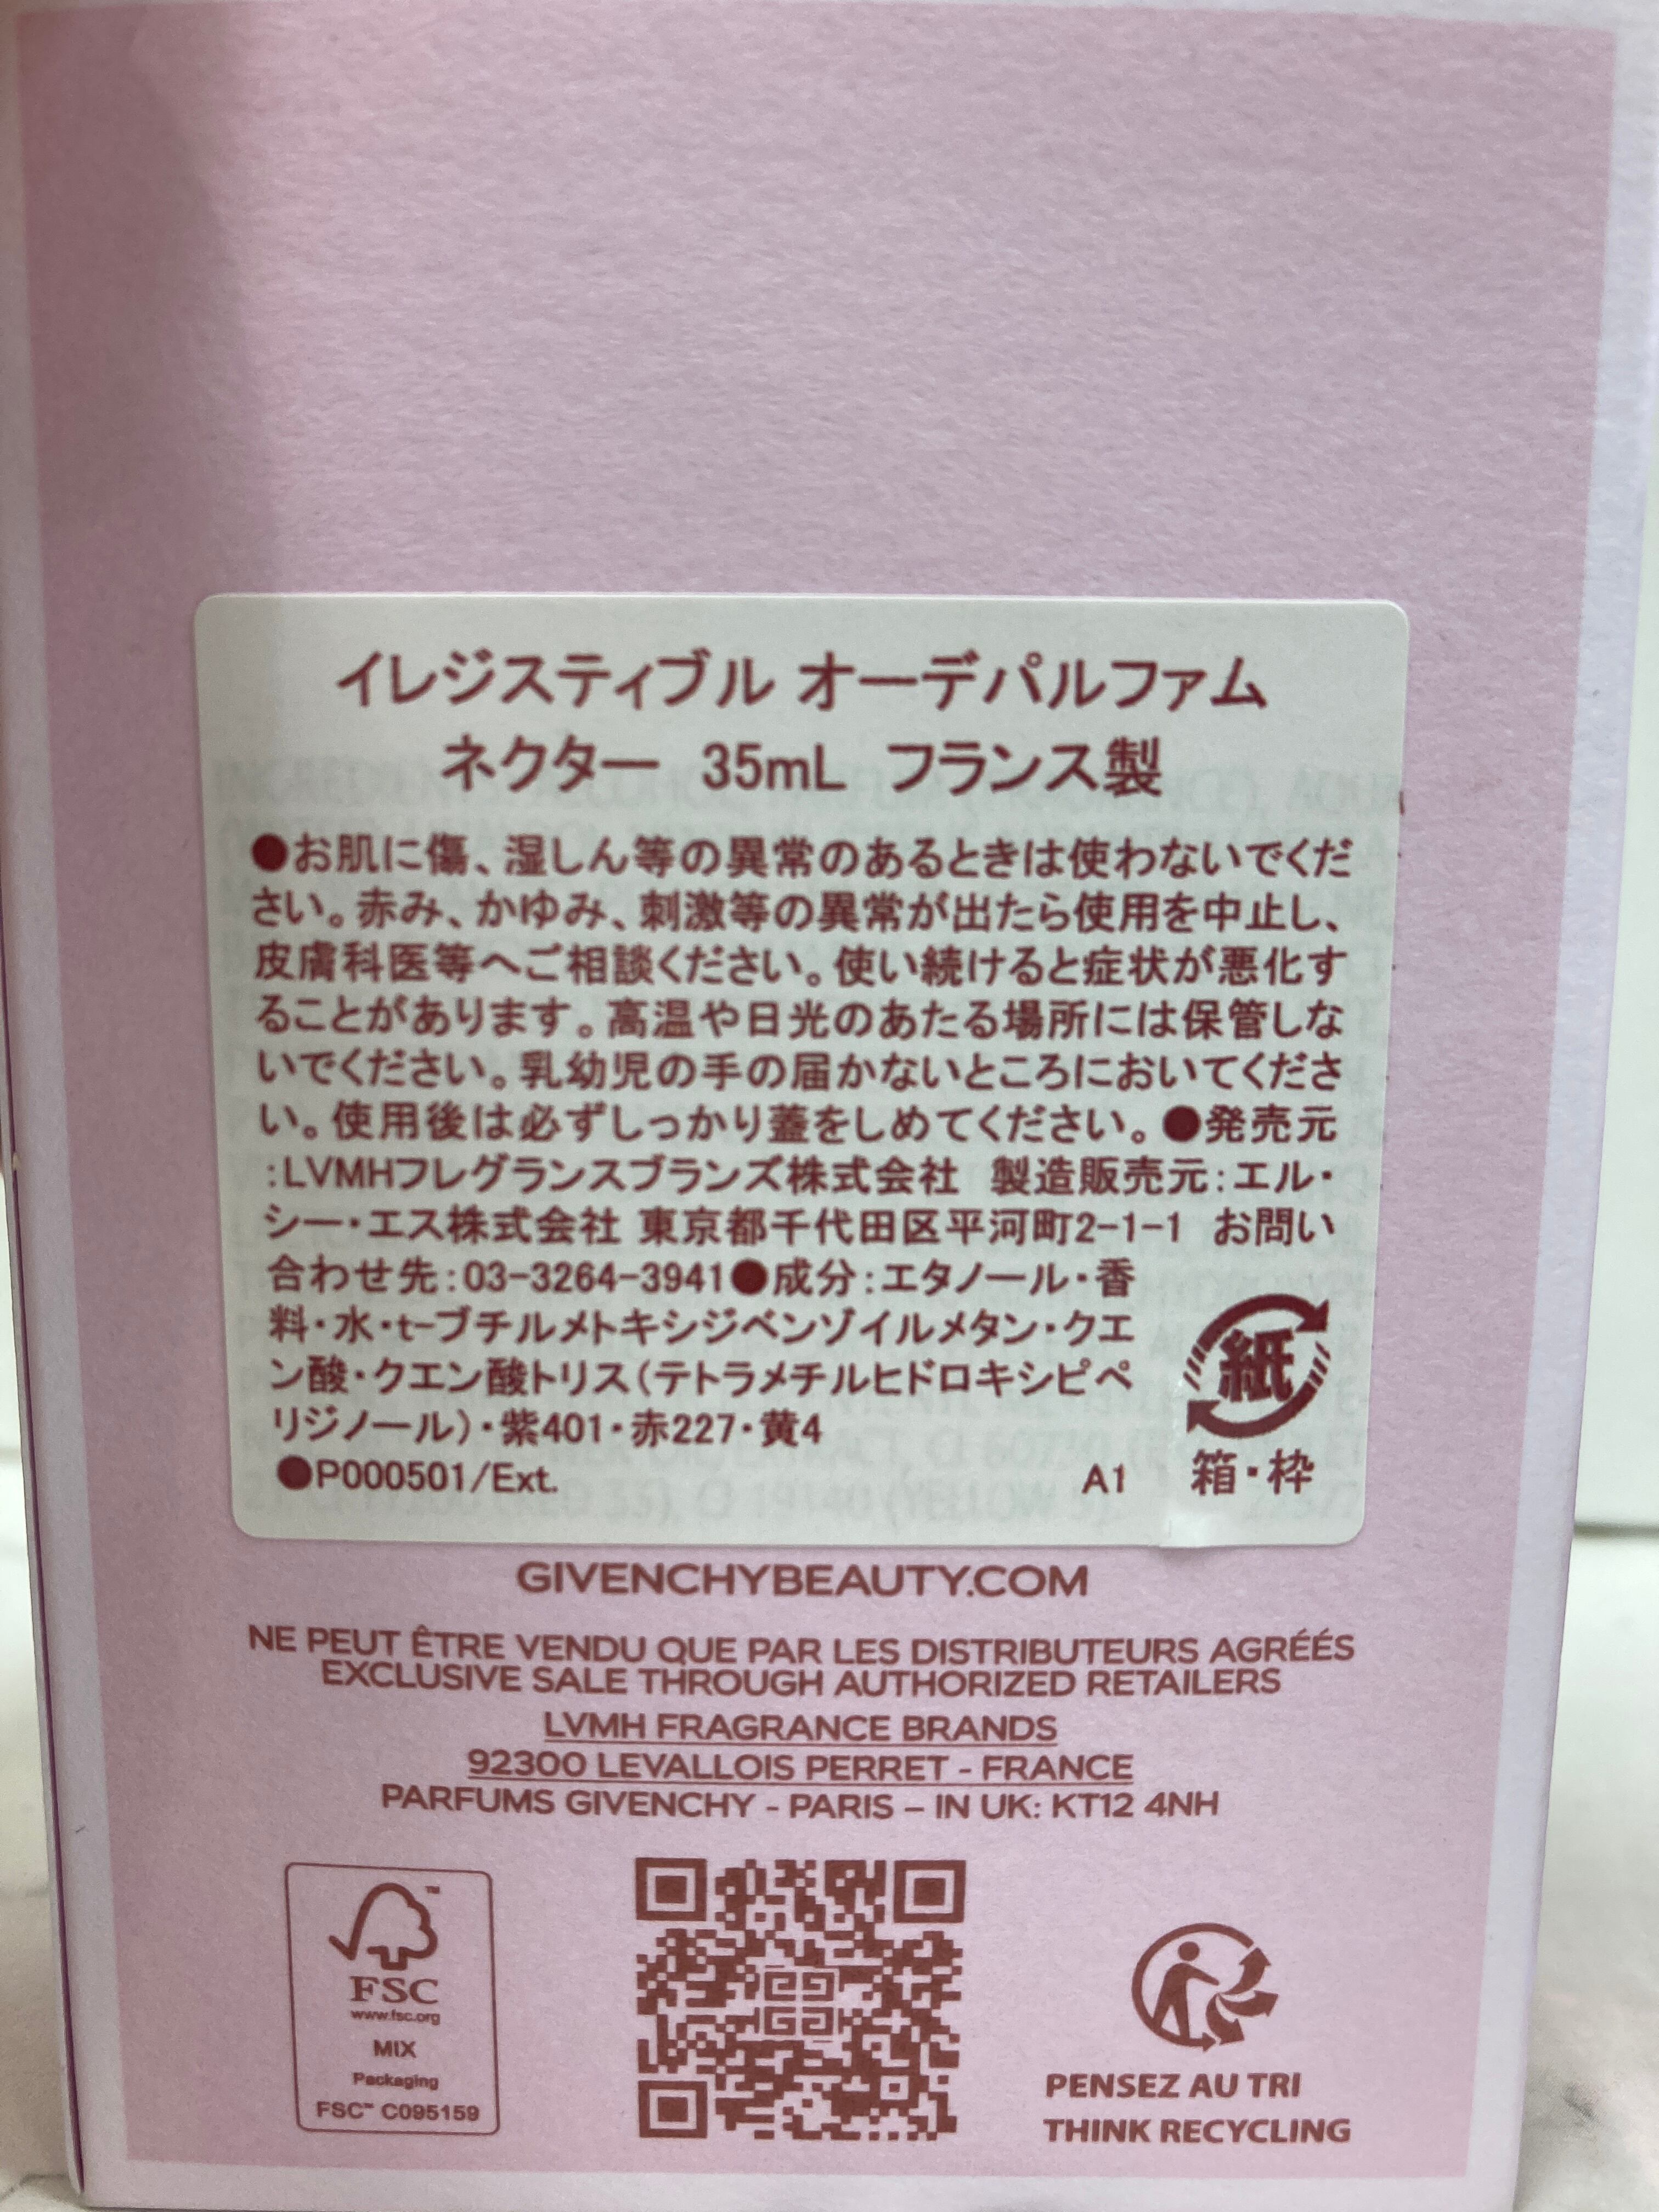 イレジスティブル オーデパルファム
ネクター 35mL フランス製
●お肌に傷、湿しん等の異常のあるときは使わないでくだ
さい。赤み、かゆみ、刺激等の異常が出たら使用を中止し、
皮膚科医等へご相談ください。使い続けると症状が悪化す
ることがあります。高温や日光のあたる場所には保管しな
いでください。乳幼児の手の届かないところにおいてくださ
い。使用後は必ずしっかり蓋をしめてください。●発売元
:LVMHフレグランスブランズ株式会社 製造販売元:エル・
シー・エス株式会社 東京都千代田区平河町2-1-1 お問い
合わせ先:03-3264-3941●成分:エタノール・香
料・水・t-ブチルメトキシジベンゾイルメタン・クエ
ン酸・クエン酸トリス(テトラメチルヒドロキシピペ
リジノール)・紫401・赤227・黄4
●P000501/Ext. A1
紙
箱・枠
GIVENCHYBEAUTY.COM
NE PEUT ÊTRE VENDU QUE PAR LES DISTRIBUTEURS AGRÉÉS
EXCLUSIVE SALE THROUGH AUTHORIZED RETAILERS
LVMH FRAGRANCE BRANDS
92300 LEVALLOIS PERRET - FRANCE
PARFUMS GIVENCHY - PARIS – IN UK: KT12 4NH
FSC
www.fsc.org
MIX
Packaging
FSC™ C095159
PENSEZ AU TRI
THINK RECYCLING